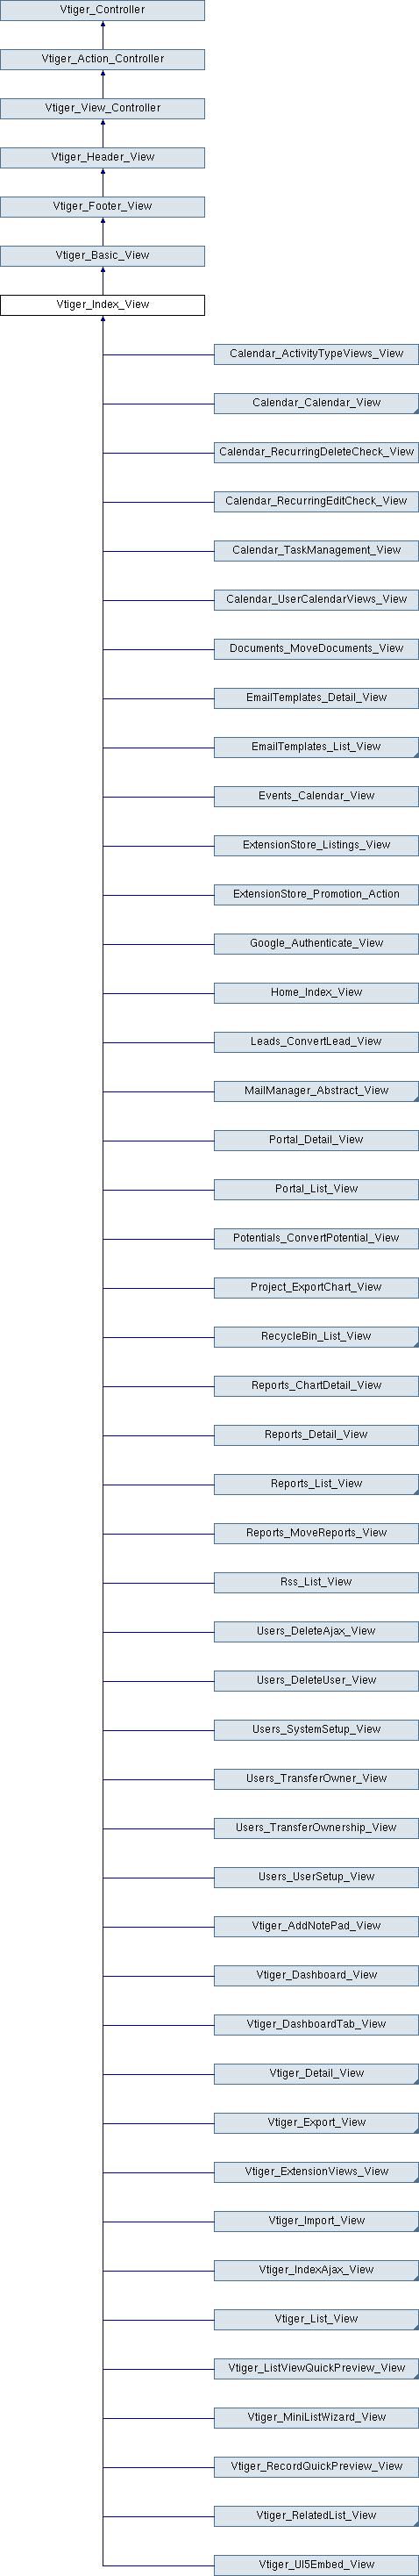 Vtiger_Controller
Vtiger_Action_Controller
Vtiger_View_Controller
Vtiger_Header_View
Vtiger_Footer_View
Vtiger_Basic_View
Vtiger_Index_View
Calendar_ActivityTypeViews_View
Calendar_Calendar_View
Calendar_RecurringDeleteCheck_View
Calendar_RecurringEditCheck_View
Calendar_TaskManagement_View
Calendar_UserCalendarViews_View
Documents_MoveDocuments_View
EmailTemplates_Detail_View
EmailTemplates_List_View
Events_Calendar_View
ExtensionStore_Listings_View
ExtensionStore_Promotion_Action
Google_Authenticate_View
Home_Index_View
Leads_ConvertLead_View
MailManager_Abstract_View
Portal_Detail_View
Portal_List_View
Potentials_ConvertPotential_View
Project_ExportChart_View
RecycleBin_List_View
Reports_ChartDetail_View
Reports_Detail_View
Reports_List_View
Reports_MoveReports_View
Rss_List_View
Users_DeleteAjax_View
Users_DeleteUser_View
Users_SystemSetup_View
Users_TransferOwner_View
Users_TransferOwnership_View
Users_UserSetup_View
Vtiger_AddNotePad_View
Vtiger_Dashboard_View
Vtiger_DashboardTab_View
Vtiger_Detail_View
Vtiger_Export_View
Vtiger_ExtensionViews_View
Vtiger_Import_View
Vtiger_IndexAjax_View
Vtiger_List_View
Vtiger_ListViewQuickPreview_View
Vtiger_MiniListWizard_View
Vtiger_RecordQuickPreview_View
Vtiger_RelatedList_View
Vtiger_UI5Embed_View